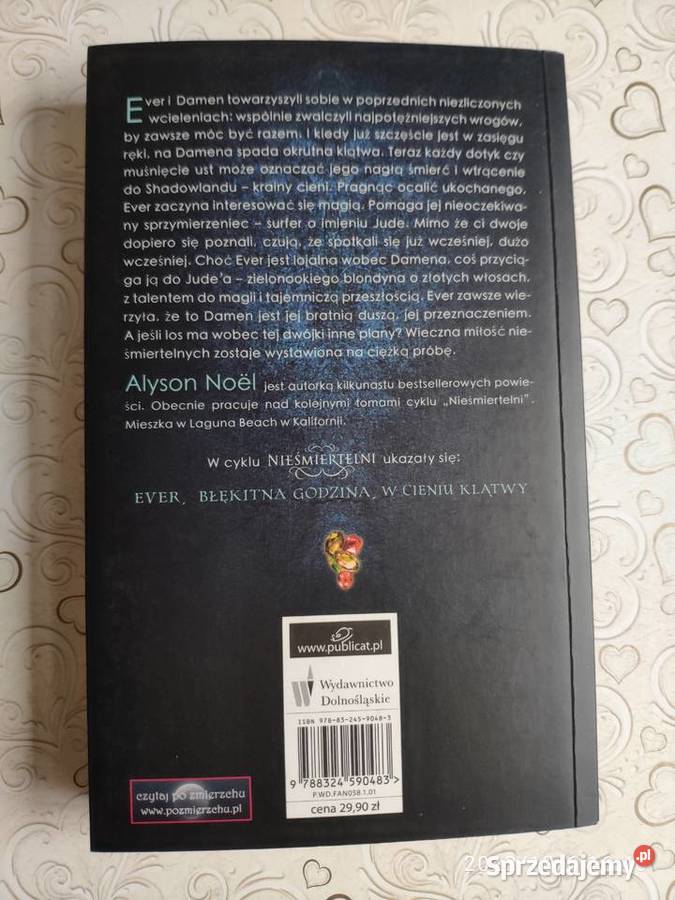 Ever i Damen towarzyszyli sobie w poprzednich niezliczonych
wcieleniach: wspólnie zwalczyli najpotężniejszych wrogów,
by zawsze móc być razem. I kiedy już szczęście jest w zasięgu
ręki, na Damena spada okrutna klątwa. Teraz każdy dotyk czy
muśnięcie ust może oznaczać jego nagłą śmierć i wtrącenie
do Shadowlandu – krainy cieni. Pragnąc ocalić ukochanego,
Ever zaczyna interesować się magią. Pomaga jej nieoczekiwa-
ny sprzymierzeniec – surfer o imieniu Jude. Mimo że ci dwoje
dopiero się poznali, czują, że spotkali się już wcześniej, dużo
wcześniej. Choć Ever jest lojalna wobec Damena, coś przycią-
ga ją do Jude'a – zielonookiego blondyna o złotych włosach,
z talentem do magii i tajemniczą przeszłością. Ever zawsze wie-
rzyła, że to Damen jest jej bratnią duszą, jej przeznaczeniem.
A jeśli los ma wobec tej dwójki inne plany? Wieczna miłość nie-
śmiertelnych zostaje wystawiona na ciężką próbę.
Alyson Noël jest autorką kilkunastu bestsellerowych powie-
ści. Obecnie pracuje nad kolejnymi tomami cyklu „Nieśmiertelni".
Mieszka w Laguna Beach w Kalifornii.
W cyklu NIEŚMIERTELNI ukazały się:
EVER, BŁĘKITNA GODZINA, W CIENIU KLĄTWY
www.publicat.pl
Wydawnictwo
Dolnośląskie
ISBN 978-83-245-9048-3
9 788324 590483 >
P.WD.FAN058.1.01
cena 29,90 zł
czytaj po zmierzchu
www.pozmierzchu.pl
Sprzedajemy.pl